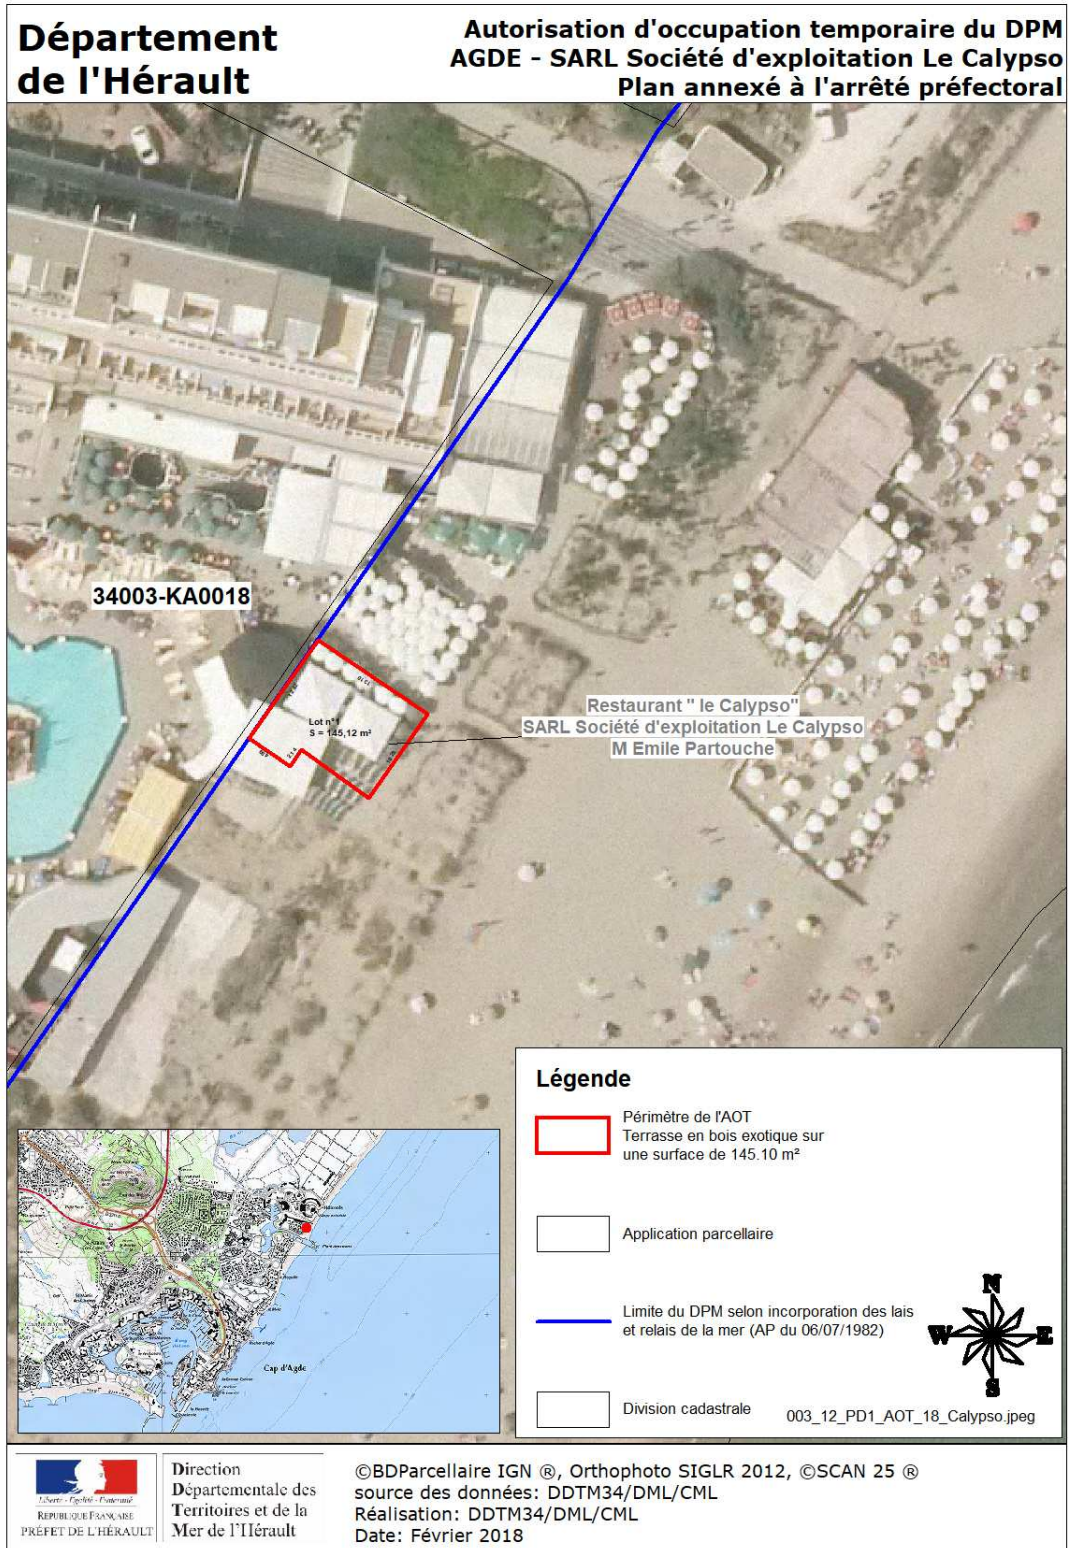 Département
de l'Hérault
Autorisation d'occupation temporaire du DPM
AGDE - SARL Société d'exploitation Le Calypso
Plan annexé à l'arrêté préfectoral
34003-KA0018
Lot n°1
S = 145,12 m²
Restaurant " le Calypso"
SARL Société d'exploitation Le Calypso
M Emile Partouche
Légende
Périmètre de l'AOT
Terrasse en bois exotique sur
une surface de 145.10 m²
Application parcellaire
Limite du DPM selon incorporation des lais
et relais de la mer (AP du 06/07/1982)
Division cadastrale
N
W E
S
003_12_PD1_AOT_18_Calypso.jpeg
Cap d'Agde
Liberté • Égalité • Fraternité
RÉPUBLIQUE FRANÇAISE
PRÉFET DE L'HÉRAULT
Direction
Départementale des
Territoires et de la
Mer de l'Hérault
©BDParcellaire IGN ®, Orthophoto SIGLR 2012, ©SCAN 25 ®
source des données: DDTM34/DML/CML
Réalisation: DDTM34/DML/CML
Date: Février 2018